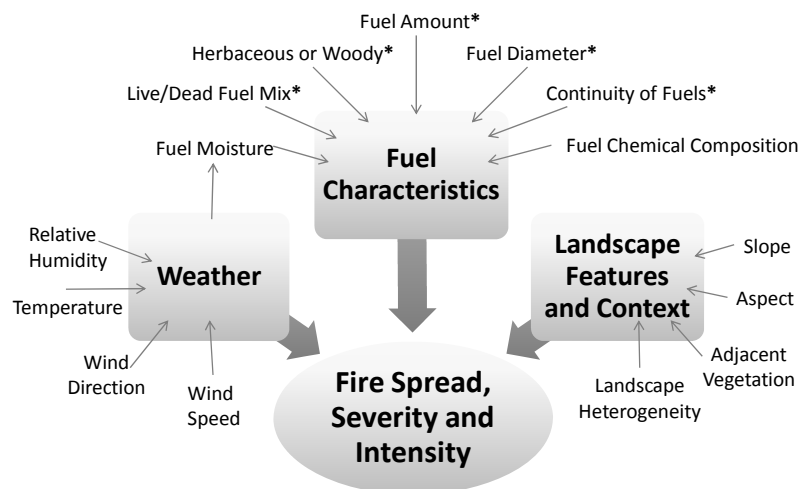 Fuel Amount*
Herbaceous or Woody*
Fuel Diameter*
Live/Dead Fuel Mix*
Continuity of Fuels*
Fuel Moisture
Fuel
Characteristics
Fuel Chemical Composition
Relative
Humidity
Weather
Temperature
Wind
Direction
Wind
Speed
Landscape
Features
and Context
Slope
Aspect
Adjacent
Vegetation
Landscape
Heterogeneity
Fire Spread,
Severity and
Intensity